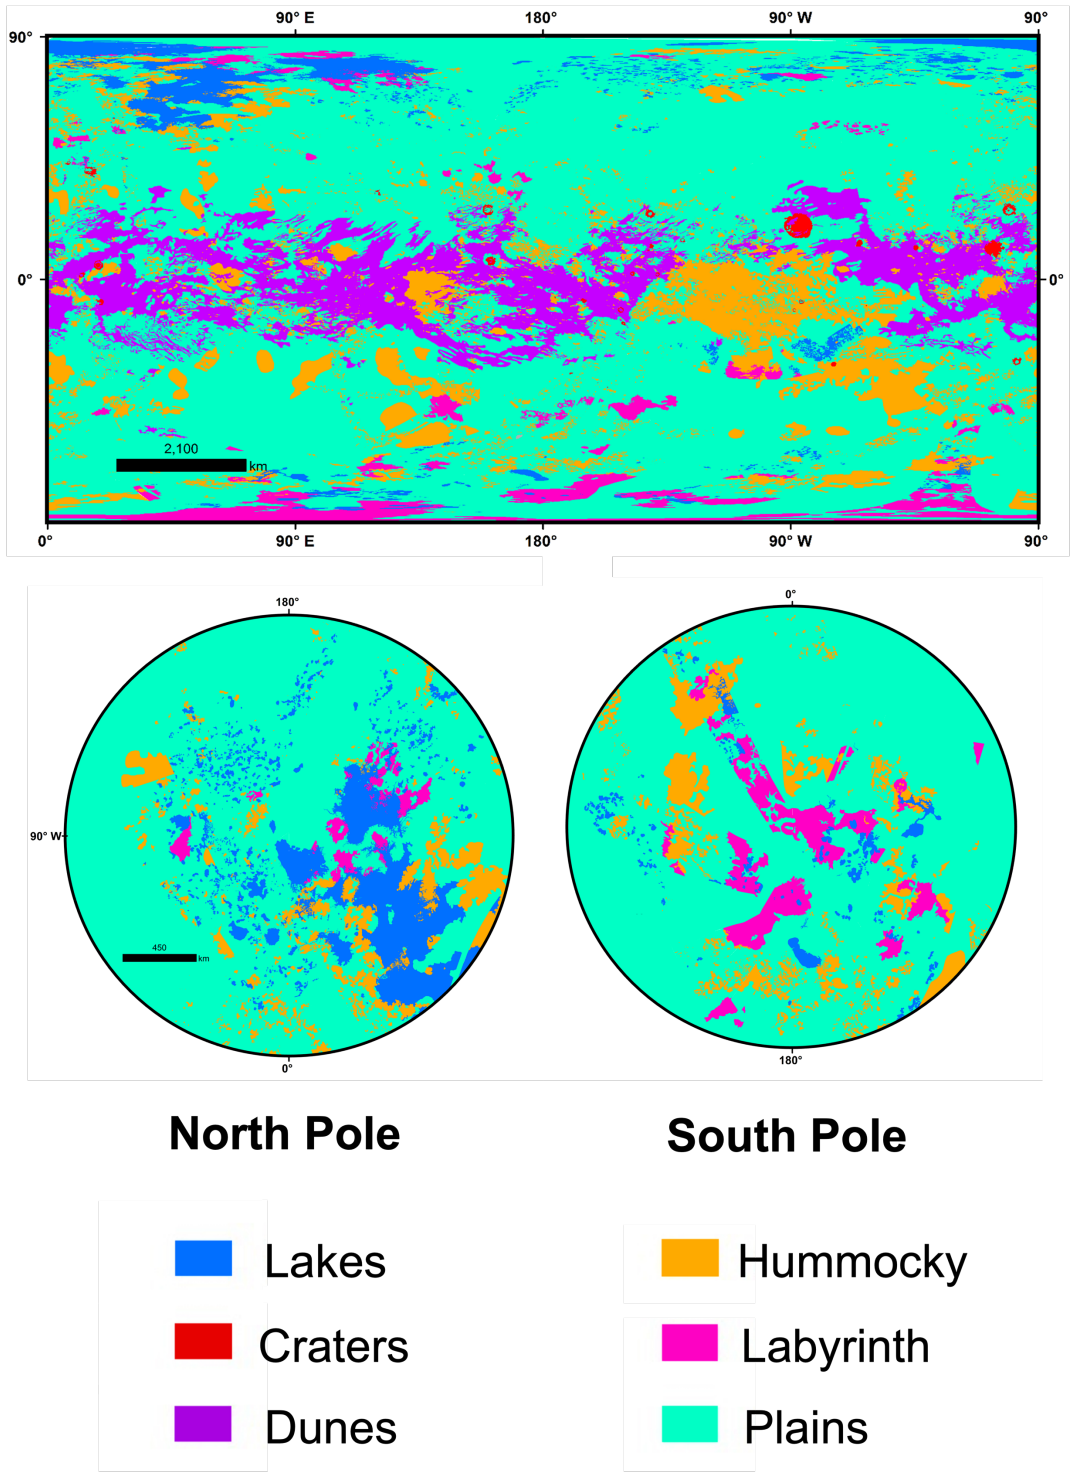 90° E 180° 90° W 90°
90°
0° 0°
2,100
km
0° 90° E 180° 90° W 90°
180° 0°
90° W
450
km
0° 180°
North Pole South Pole
Lakes Hummocky
Craters Labyrinth
Dunes Plains